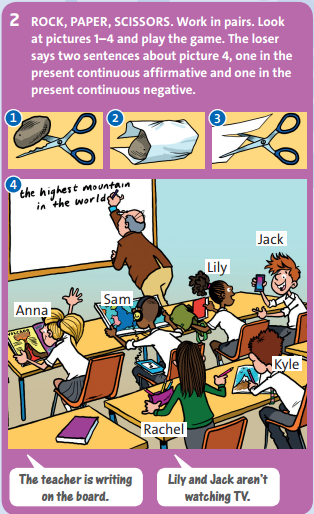 2 ROCK, PAPER, SCISSORS. Work in pairs. Look
at pictures 1–4 and play the game. The loser
says two sentences about picture 4, one in the
present continuous affirmative and one in the
present continuous negative.
1
2
3
4
the highest mountain
in the world
Jack
Lily
Sam
Anna
Kyle
Rachel
The teacher is writing
on the board.
Lily and Jack aren't
watching TV.